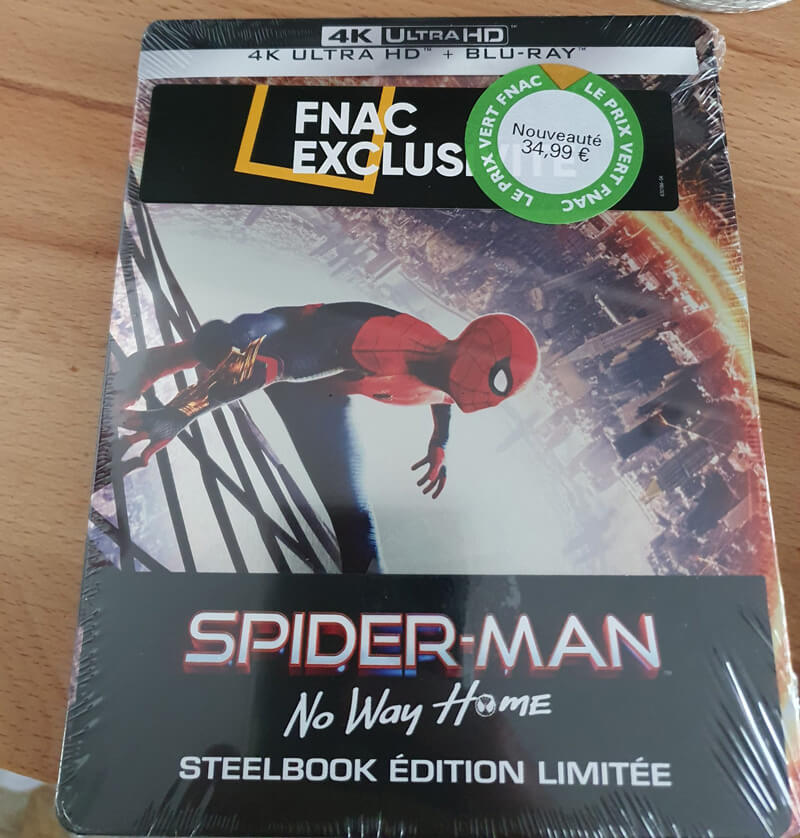 4K ULTRA HD™
4K ULTRA HD™ + BLU-RAY™
FNAC
EXCLUSIVITÉ
LE PRIX VERT FNAC
LE PRIX VERT FNAC
Nouveauté
34,99 €
SPIDER-MAN
No Way Home
STEELBOOK ÉDITION LIMITÉE